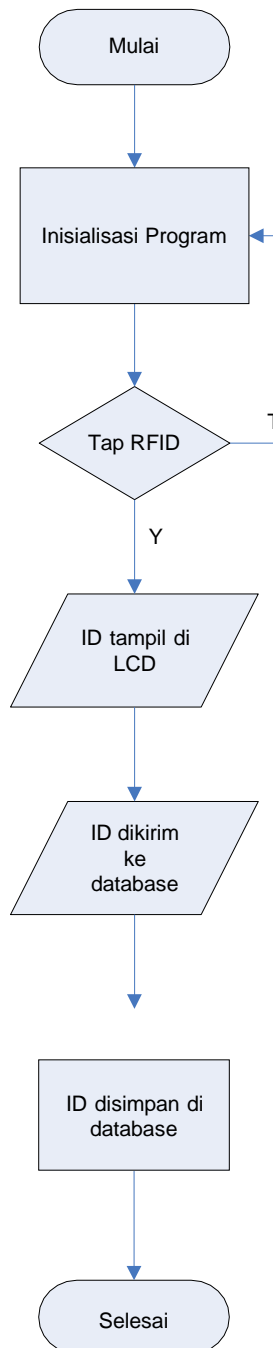 Mulai
Inisialisasi Program
Tap RFID
T
Y
ID tampil di
LCD
ID dikirim
ke
database
ID disimpan di
database
Selesai